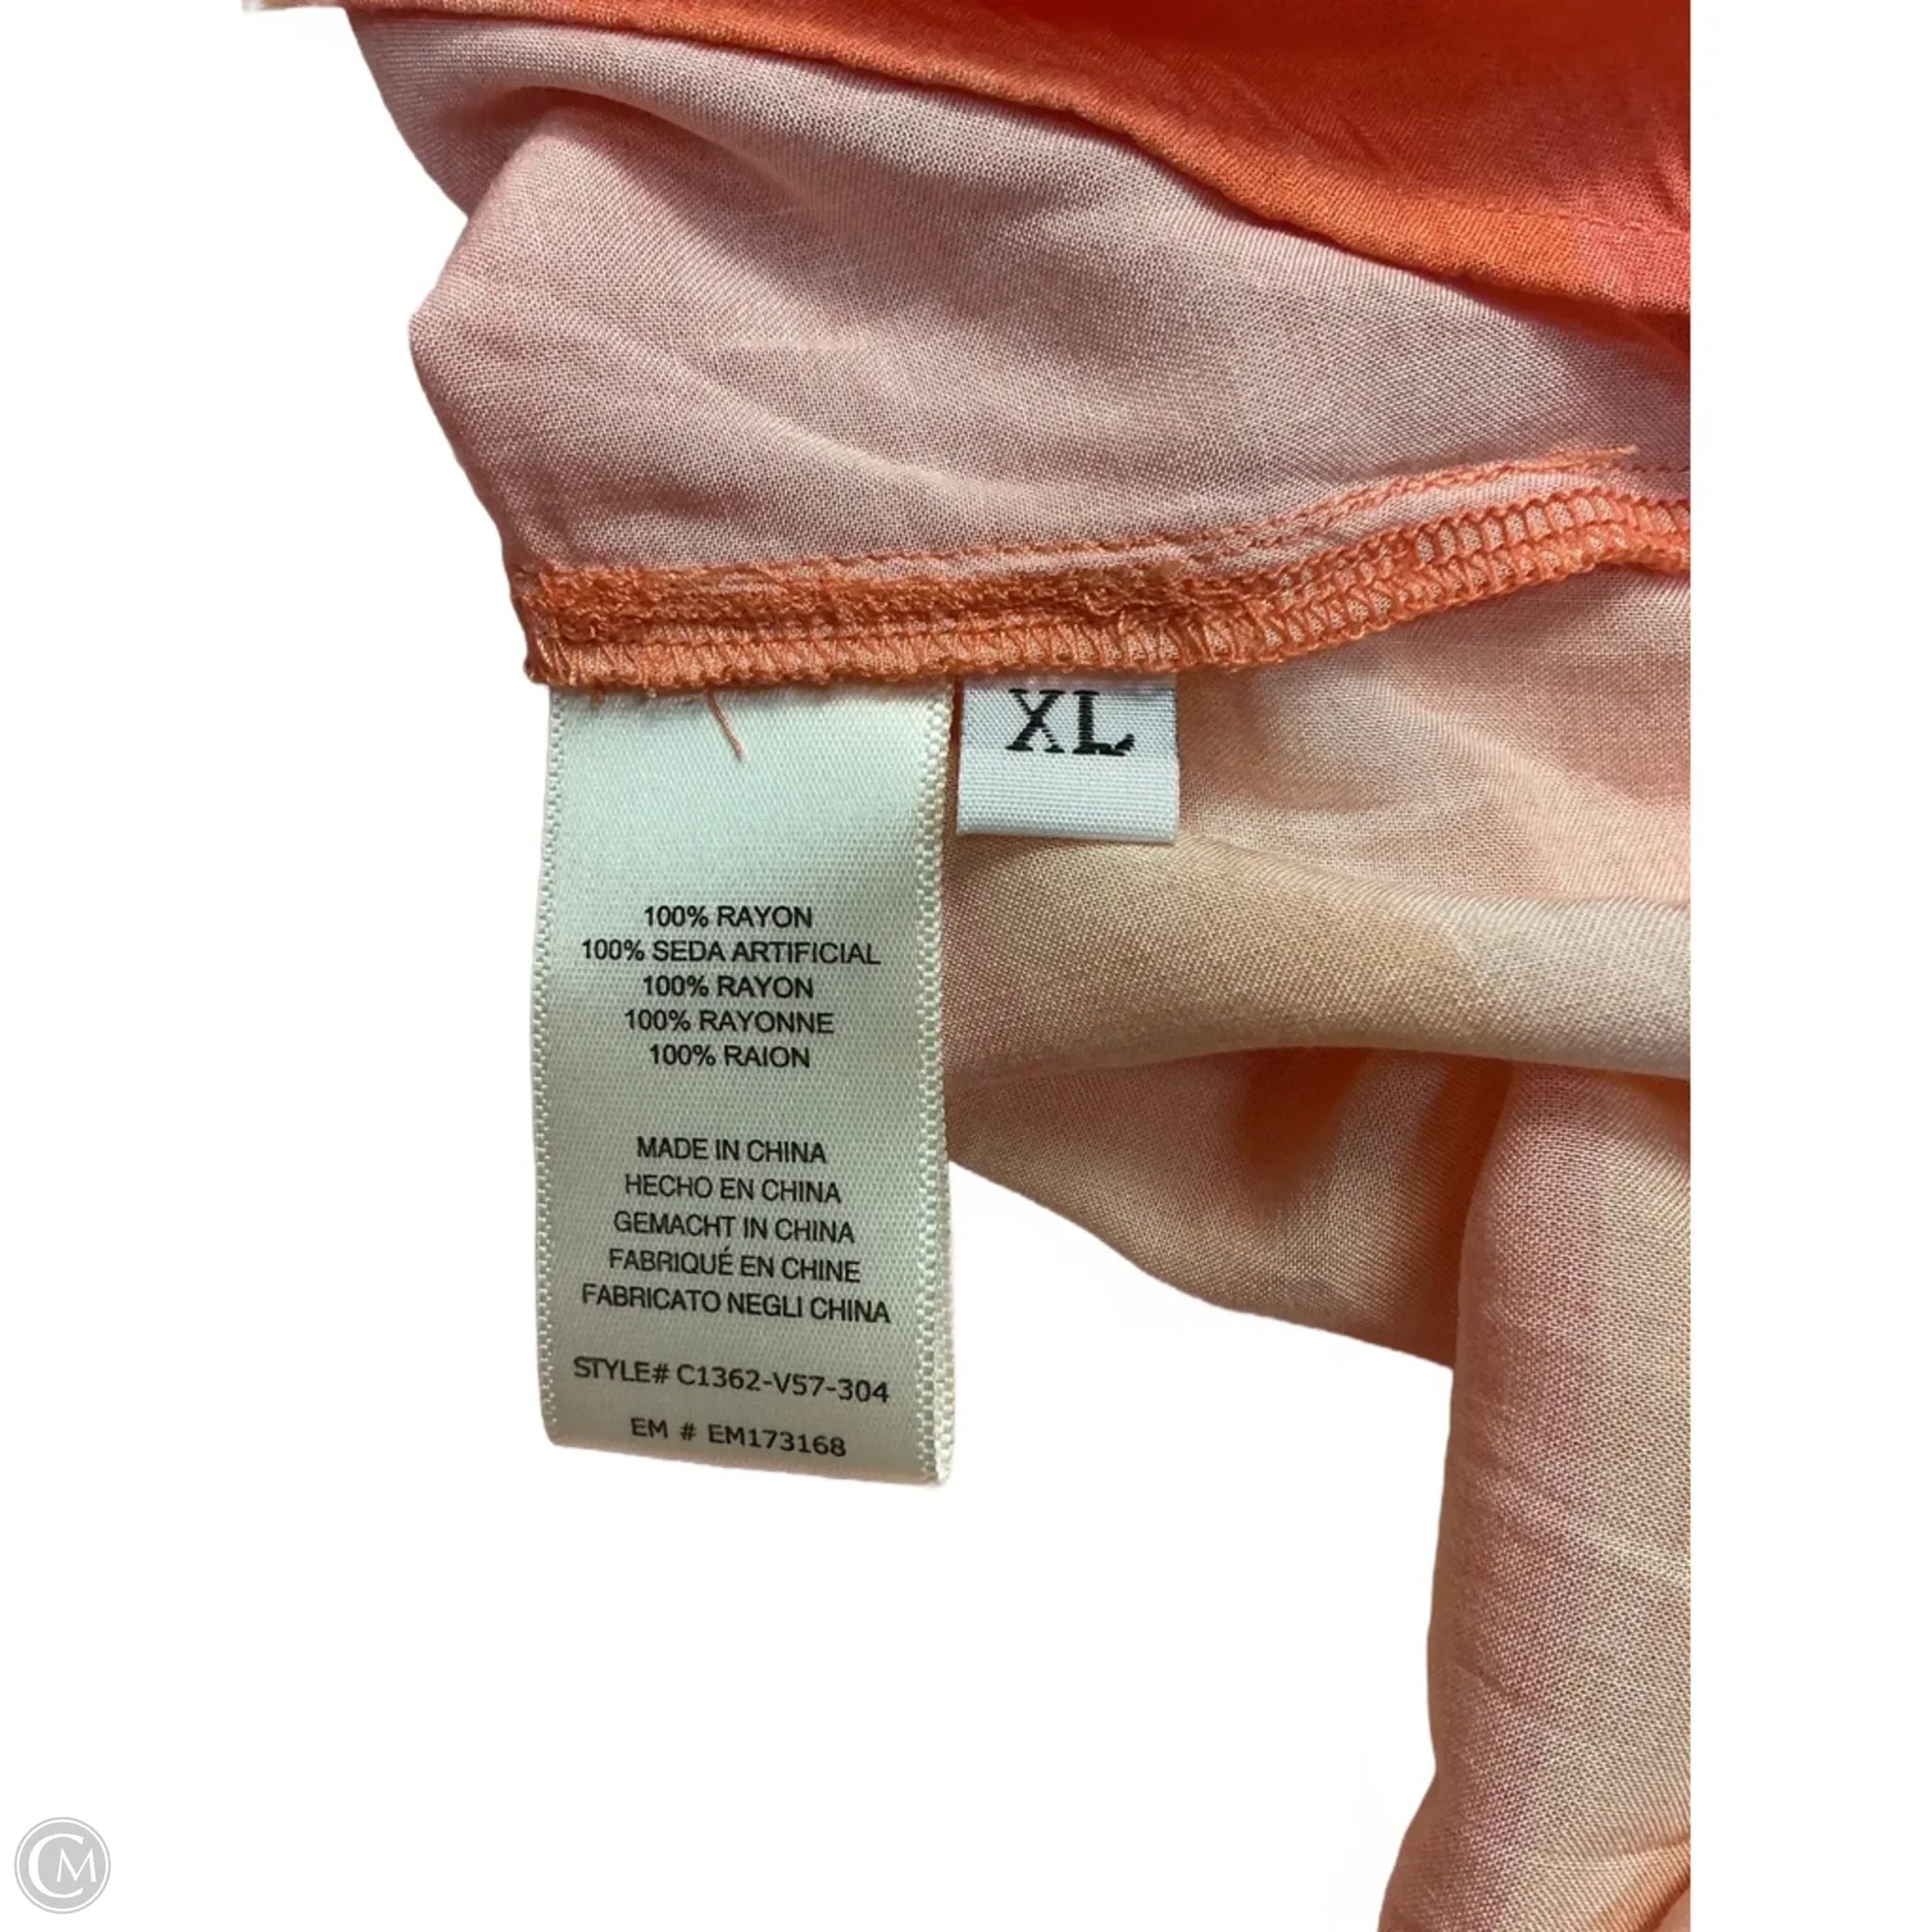 XL
100% RAYON
100% SEDA ARTIFICIAL
100% RAYON
100% RAYONNE
100% RAION
MADE IN CHINA
HECHO EN CHINA
GEMACHT IN CHINA
FABRIQUÉ EN CHINE
FABRICATO NEGLI CHINA
STYLE# C1362-V57-304
EM # EM173168
CM